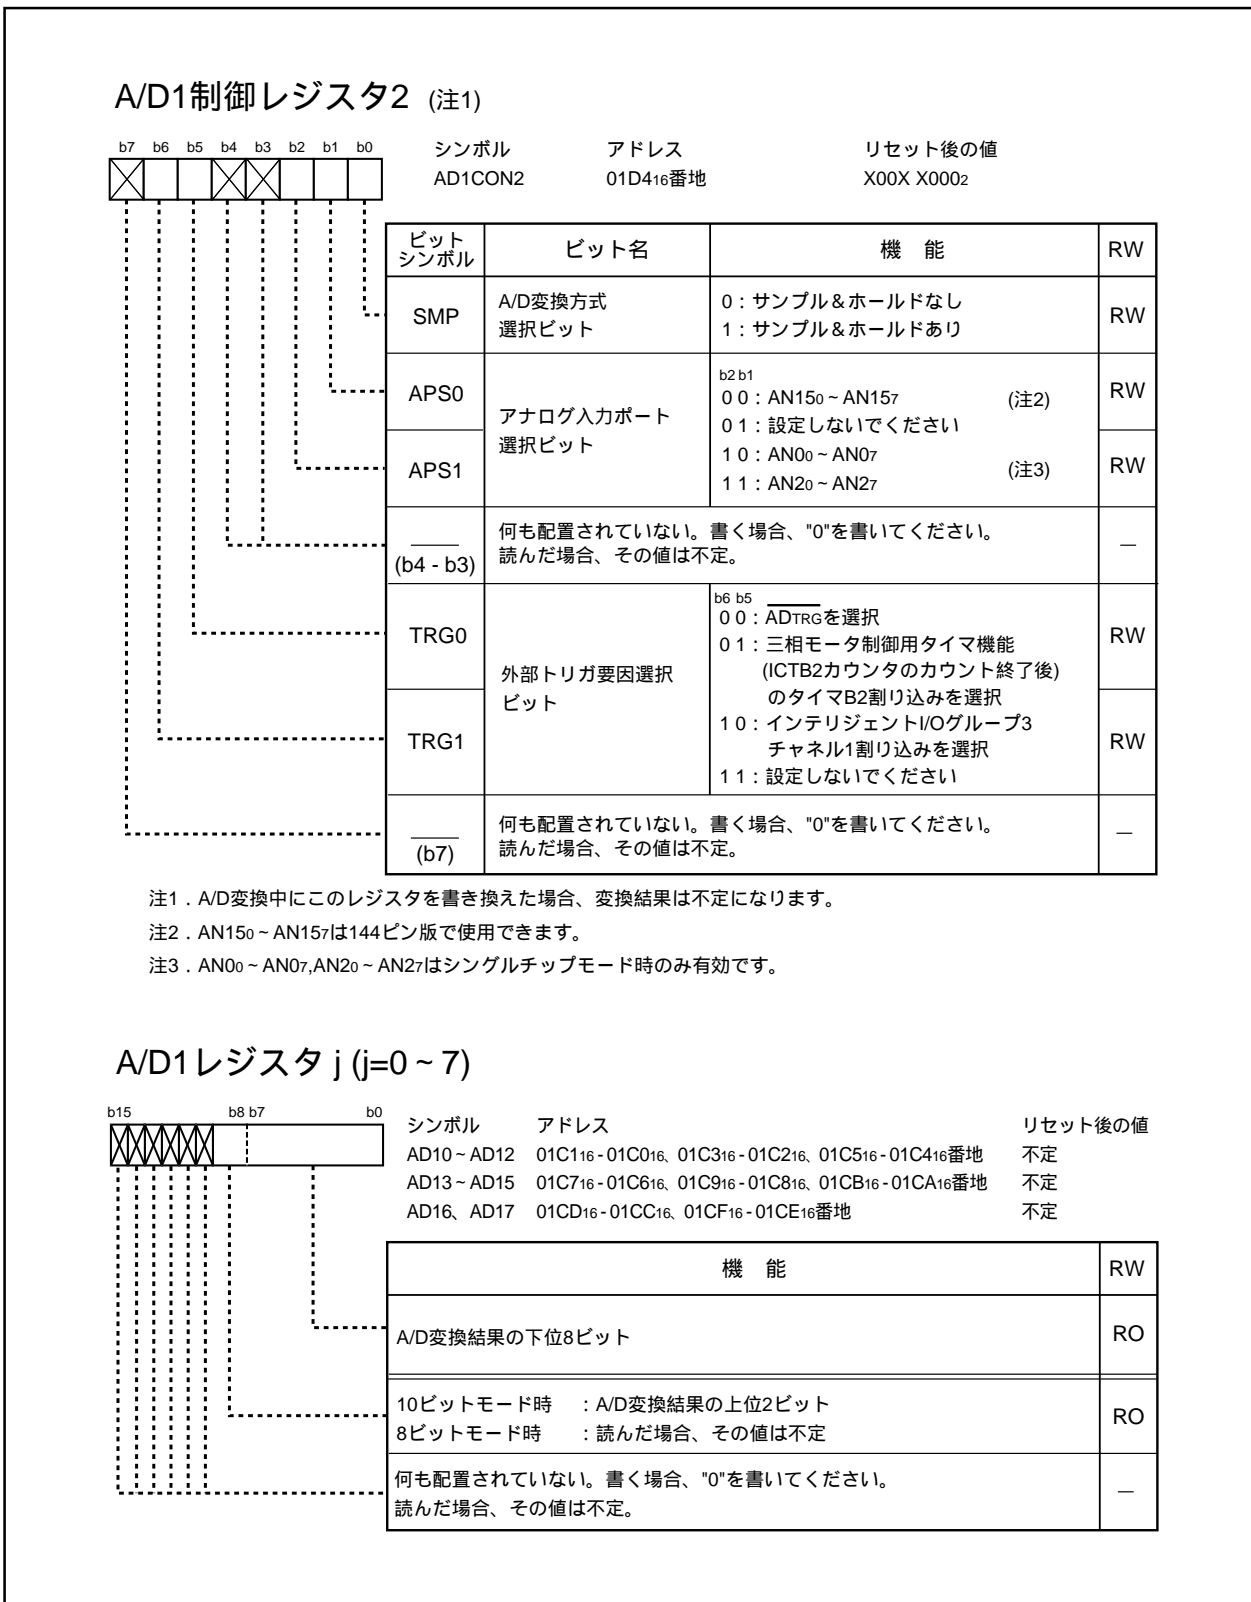 A/D1制御レジスタ2 (注1)
b7 b6 b5 b4 b3 b2 b1 b0
シンボル アドレス リセット後の値
AD1CON2 01D416番地 X00X X0002
ビット シンボル ビット名 機 能 RW
SMP A/D変換方式 選択ビット 0:サンプル&ホールドなし RW
1:サンプル&ホールドあり
b2 b1
APS0 アナログ入力ポート 選択ビット 0 0:AN150~AN157 (注2) RW
0 1:設定しないでください
APS1 1 0:AN00~AN07 (注3) RW
1 1:AN20~AN27
(b4 - b3) 何も配置されていない。書く場合、"0"を書いてください。 —
読んだ場合、その値は不定。
b6 b5
TRG0 外部トリガ要因選択 ビット 0 0:ADTRGを選択 RW
0 1:三相モータ制御用タイマ機能
(ICTB2カウンタのカウント終了後)
のタイマB2割り込みを選択
TRG1 1 0:インテリジェントI/Oグループ3 RW
チャネル1割り込みを選択
1 1:設定しないでください
(b7) 何も配置されていない。書く場合、"0"を書いてください。 —
読んだ場合、その値は不定。
注1.A/D変換中にこのレジスタを書き換えた場合、変換結果は不定になります。
注2.AN150~AN157は144ピン版で使用できます。
注3.AN00~AN07,AN20~AN27はシングルチップモード時のみ有効です。
A/D1レジスタ j (j=0~7)
b15 b8 b7 b0
シンボル アドレス リセット後の値
AD10~AD12 01C116-01C016、01C316-01C216、01C516-01C416番地 不定
AD13~AD15 01C716-01C616、01C916-01C816、01CB16-01CA16番地 不定
AD16、AD17 01CD16-01CC16、01CF16-01CE16番地 不定
機 能 RW
A/D変換結果の下位8ビット RO
10ビットモード時 :A/D変換結果の上位2ビット RO
8ビットモード時 :読んだ場合、その値は不定
何も配置されていない。書く場合、"0"を書いてください。 —
読んだ場合、その値は不定。